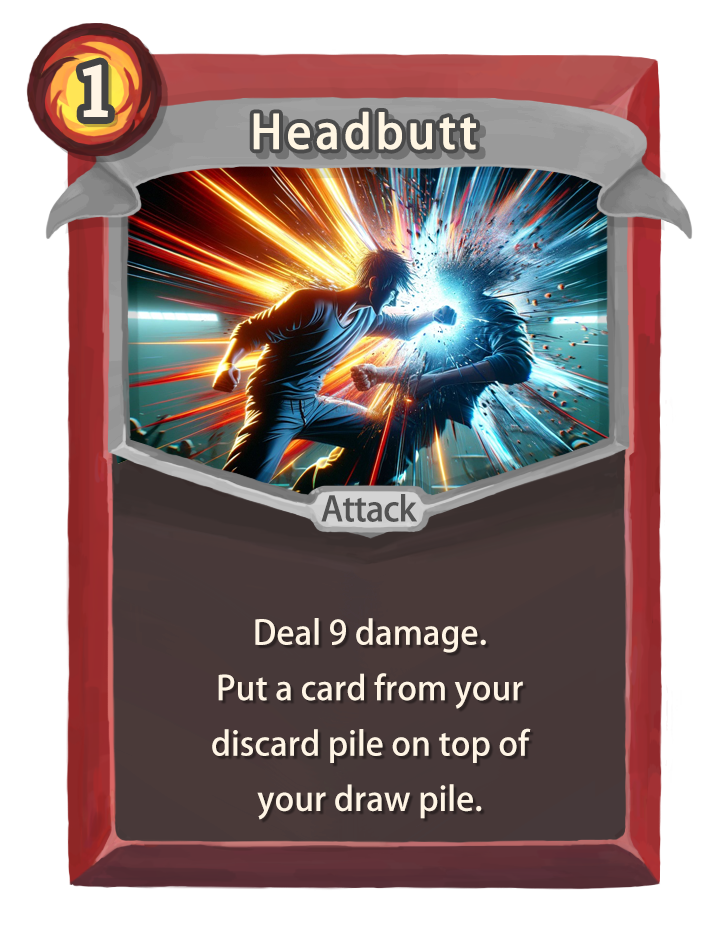 1
Headbutt
Attack
Deal 9 damage.
Put a card from your
discard pile on top of
your draw pile.